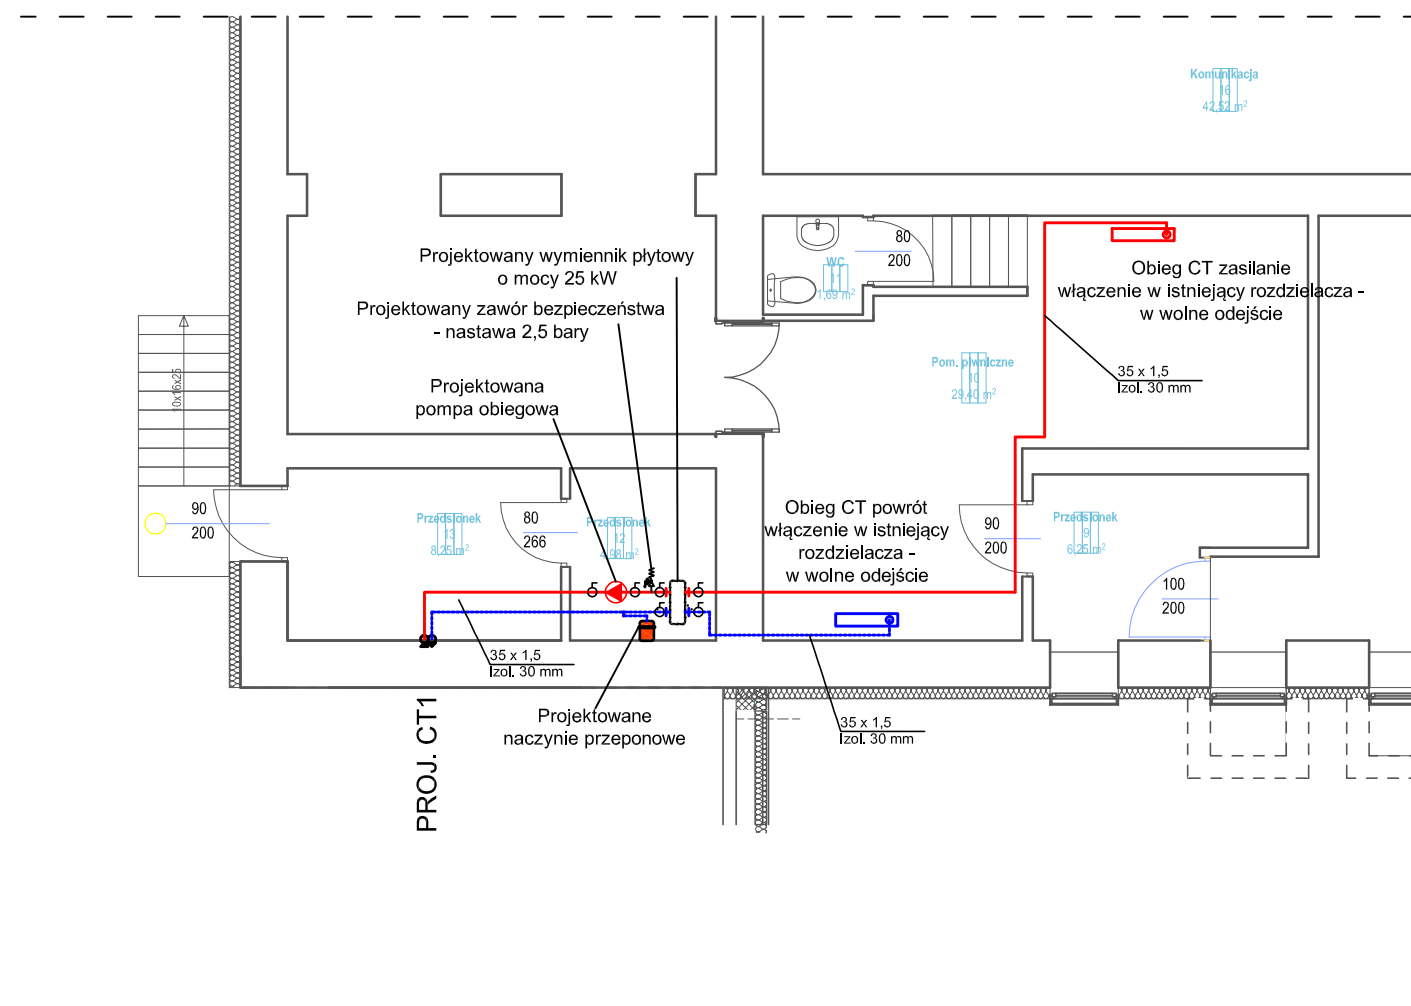 Komunikacja
16
42,52 m²
80
200
WC
11
1,69 m²
Projektowany wymiennik płytowy
o mocy 25 kW
Projektowany zawór bezpieczeństwa
- nastawa 2,5 bary
Projektowana
pompa obiegowa
Obieg CT zasilanie
włączenie w istniejący rozdzielacza -
w wolne odejście
35 x 1,5
Izol. 30 mm
Pom. piwniczne
10
29,40 m²
10x16x25
90
200
Przedsionek
13
8,25 m²
80
266
Przedsionek
12
4,98 m²
Obieg CT powrót
włączenie w istniejący
rozdzielacza -
w wolne odejście
90
200
Przedsionek
9
6,25 m²
100
200
35 x 1,5
Izol. 30 mm
Projektowane
naczynie przeponowe
35 x 1,5
Izol. 30 mm
PROJ. CT1